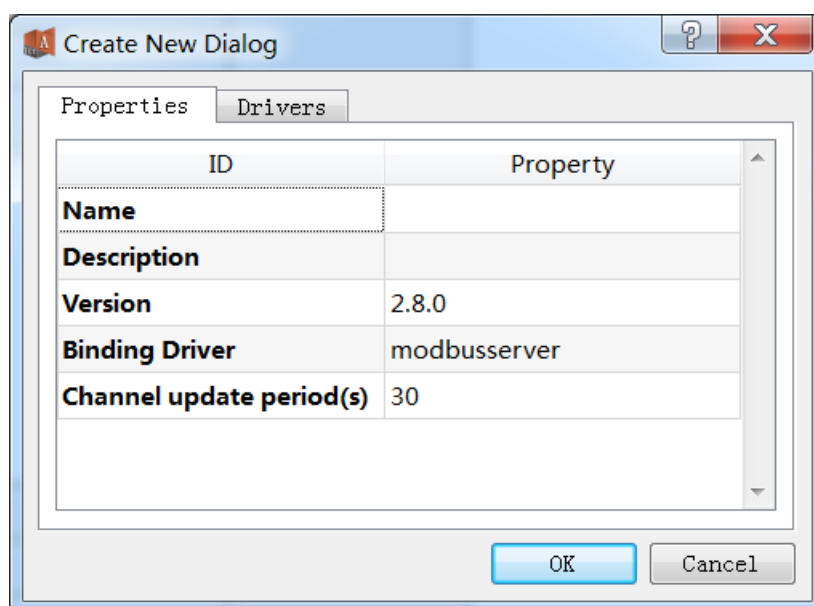 Create New Dialog
Properties Drivers
ID Property
Name
Description
Version 2.8.0
Binding Driver modbusserver
Channel update period(s) 30
OK Cancel